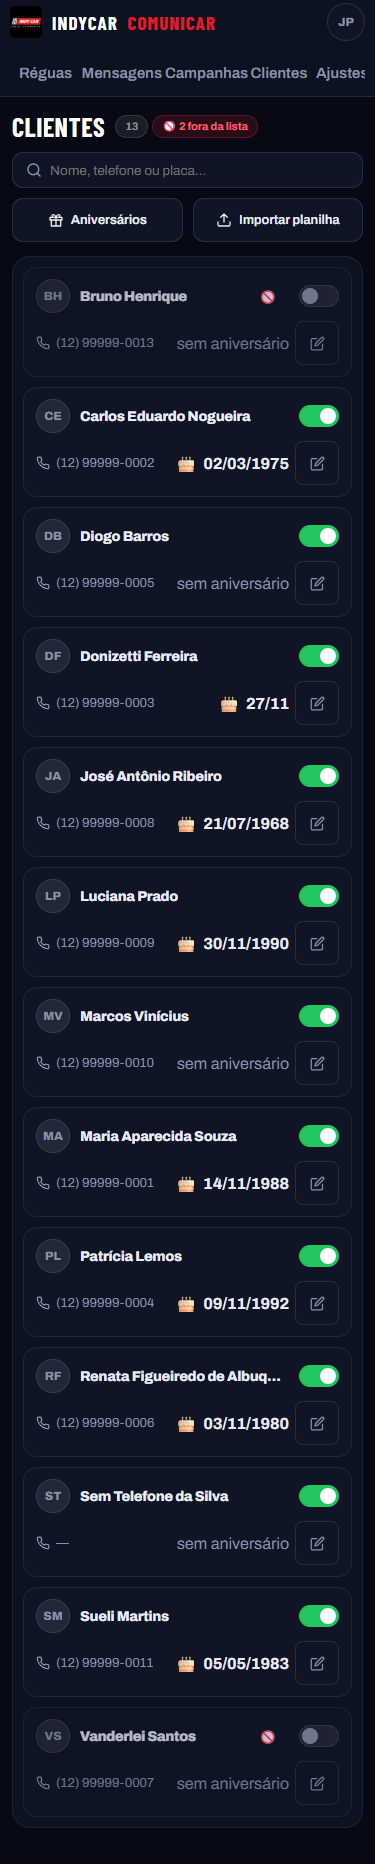 INDYCAR COMUNICAR
JP
Réguas Mensagens Campanhas Clientes Ajustes
CLIENTES 13 2 fora da lista
Nome, telefone ou placa...
Aniversários Importar planilha
BH Bruno Henrique
(12) 99999-0013 sem aniversário
CE Carlos Eduardo Nogueira
(12) 99999-0002 02/03/1975
DB Diogo Barros
(12) 99999-0005 sem aniversário
DF Donizetti Ferreira
(12) 99999-0003 27/11
JA José Antônio Ribeiro
(12) 99999-0008 21/07/1968
LP Luciana Prado
(12) 99999-0009 30/11/1990
MV Marcos Vinícius
(12) 99999-0010 sem aniversário
MA Maria Aparecida Souza
(12) 99999-0001 14/11/1988
PL Patrícia Lemos
(12) 99999-0004 09/11/1992
RF Renata Figueiredo de Albuq...
(12) 99999-0006 03/11/1980
ST Sem Telefone da Silva
— sem aniversário
SM Sueli Martins
(12) 99999-0011 05/05/1983
VS Vanderlei Santos
(12) 99999-0007 sem aniversário